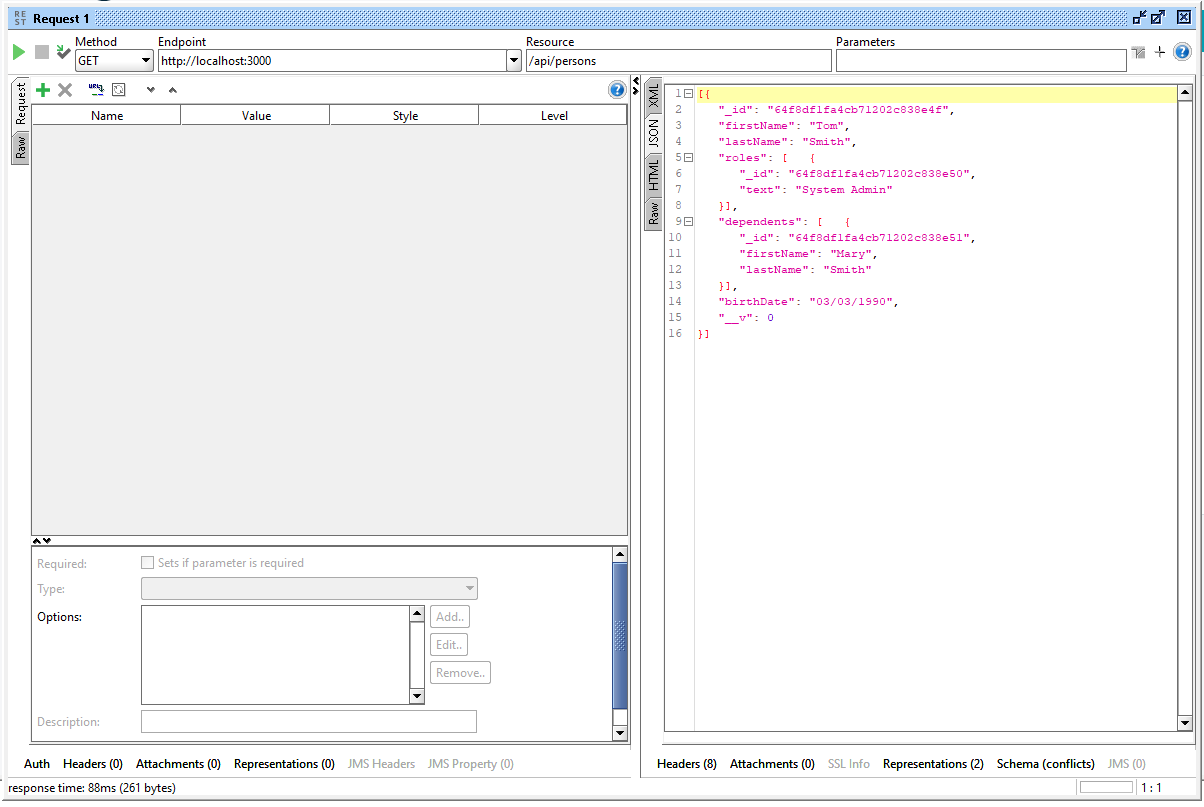 RE
ST
Request 1
Method
Endpoint
Resource
Parameters
GET
http://localhost:3000
/api/persons
Request
Raw
Name Value Style Level
Required: Sets if parameter is required
Type:
Options:
Add..
Edit..
Remove..
Description:
Auth Headers (0) Attachments (0) Representations (0) JMS Headers JMS Property (0)
XML
JSON
HTML
Raw
1 [{
2 "_id": "64f8df1fa4cb71202c838e4f",
3 "firstName": "Tom",
4 "lastName": "Smith",
5 "roles": [ {
6 "_id": "64f8df1fa4cb71202c838e50",
7 "text": "System Admin"
8 }],
9 "dependents": [ {
10 "_id": "64f8df1fa4cb71202c838e51",
11 "firstName": "Mary",
12 "lastName": "Smith"
13 }],
14 "birthDate": "03/03/1990",
15 "__v": 0
16 }]
Headers (8) Attachments (0) SSL Info Representations (2) Schema (conflicts) JMS (0)
response time: 88ms (261 bytes)
1 : 1